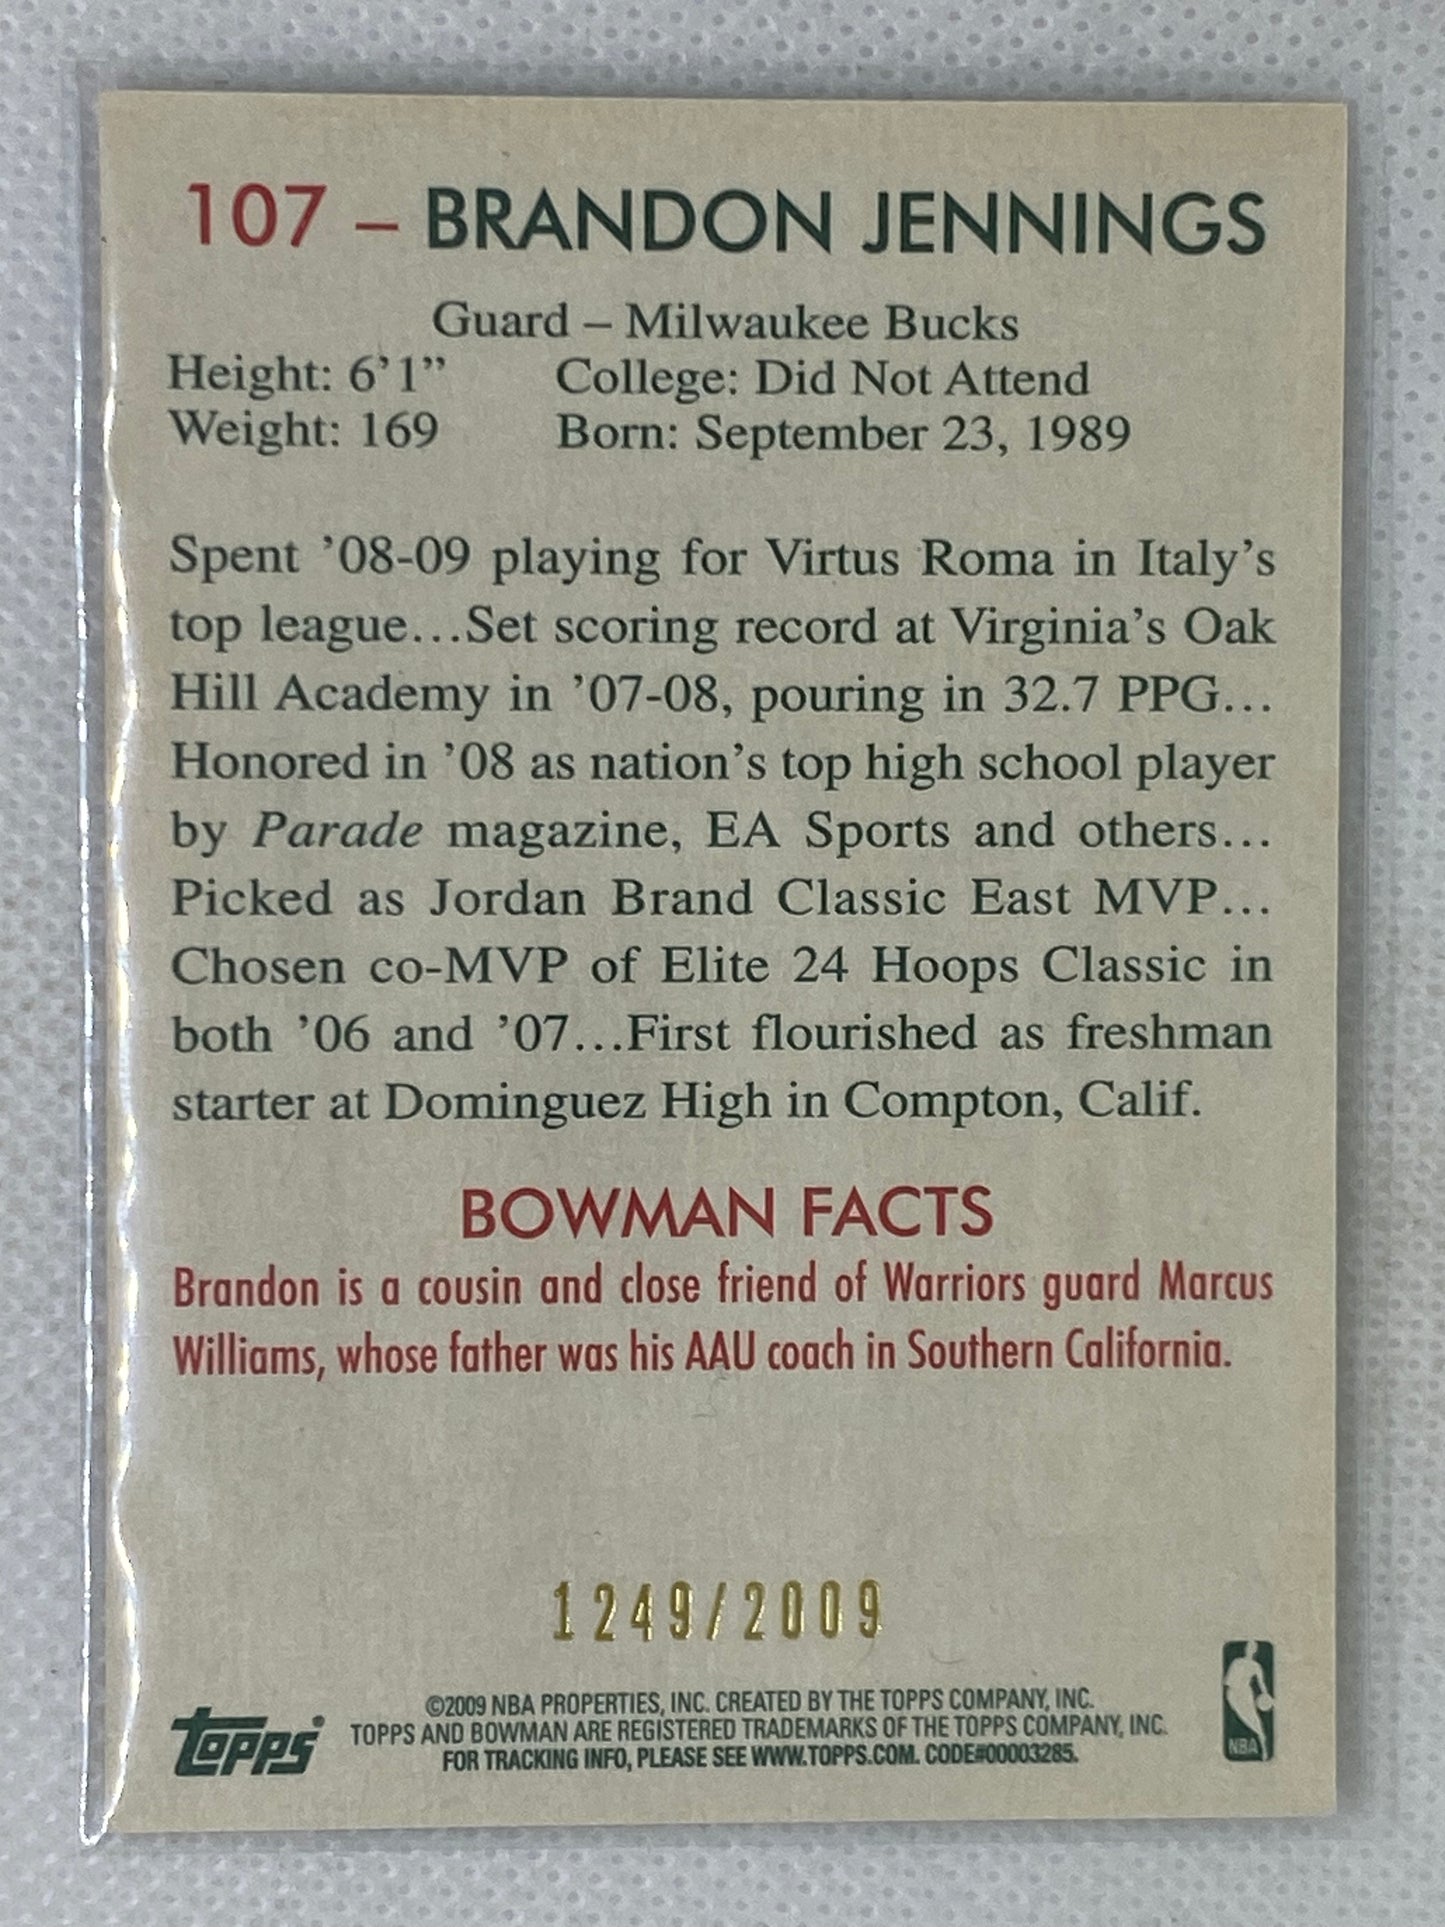 107 – BRANDON JENNINGS
Guard – Milwaukee Bucks
Height: 6’1” College: Did Not Attend
Weight: 169 Born: September 23, 1989
Spent ’08-09 playing for Virtus Roma in Italy’s
top league…Set scoring record at Virginia’s Oak
Hill Academy in ’07-08, pouring in 32.7 PPG…
Honored in ’08 as nation’s top high school player
by Parade magazine, EA Sports and others…
Picked as Jordan Brand Classic East MVP…
Chosen co-MVP of Elite 24 Hoops Classic in
both ’06 and ’07…First flourished as freshman
starter at Dominguez High in Compton, Calif.
BOWMAN FACTS
Brandon is a cousin and close friend of Warriors guard Marcus
Williams, whose father was his AAU coach in Southern California.
1249/2009
©2009 NBA PROPERTIES, INC. CREATED BY THE TOPPS COMPANY, INC.
TOPPS AND BOWMAN ARE REGISTERED TRADEMARKS OF THE TOPPS COMPANY, INC.
FOR TRACKING INFO, PLEASE SEE WWW.TOPPS.COM. CODE#00003285.
topps®
NBA